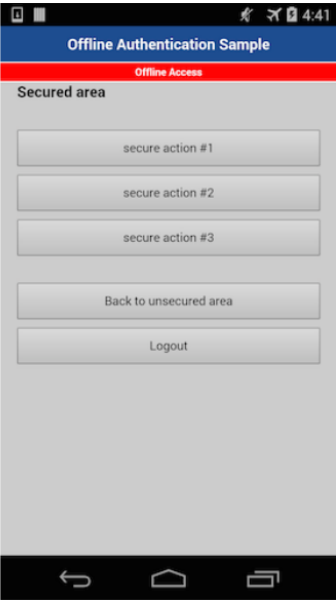 4:41
Offline Authentication Sample
Offline Access
Secured area
secure action #1
secure action #2
secure action #3
Back to unsecured area
Logout